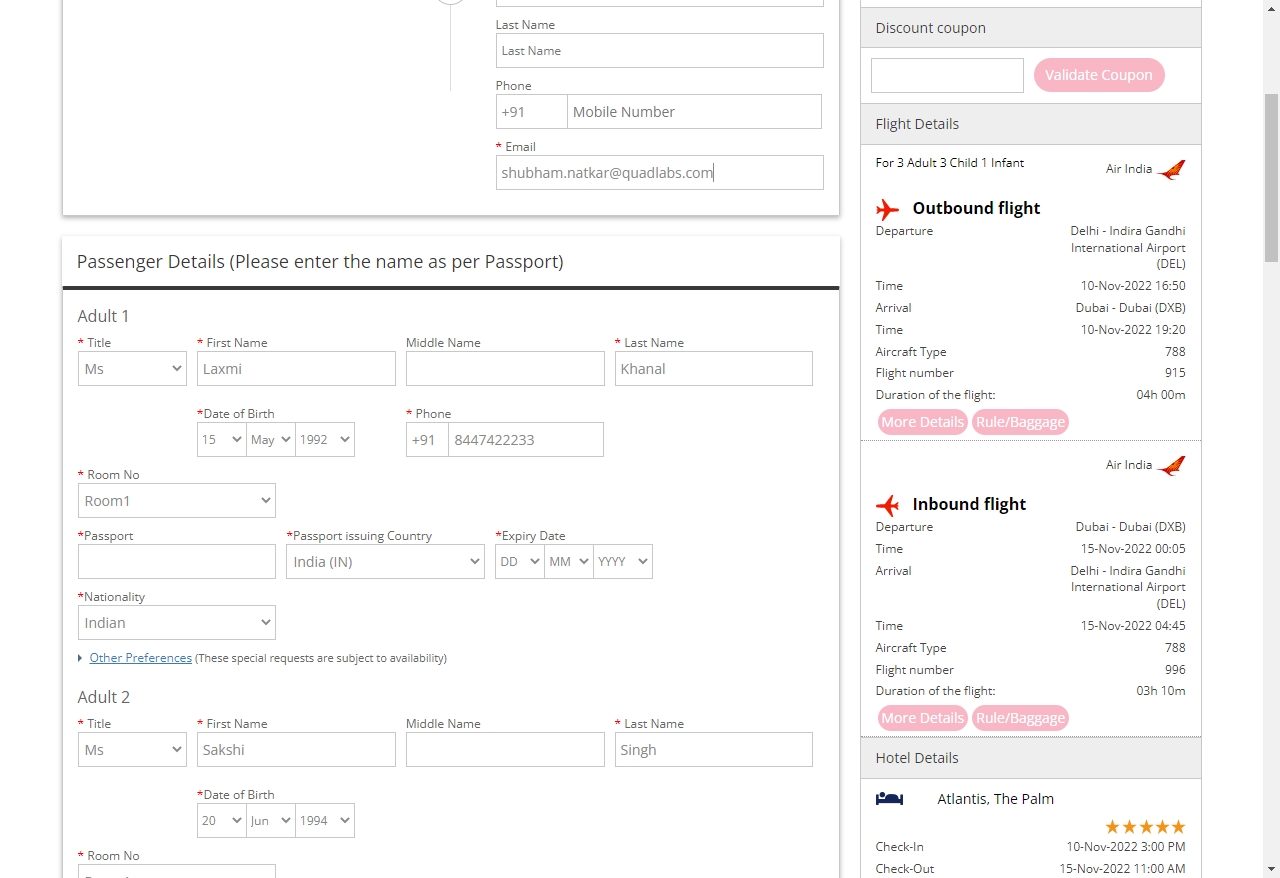 Last Name
Last Name
Phone
+91 Mobile Number
* Email
shubham.natkar@quadlabs.com
Passenger Details (Please enter the name as per Passport)
Adult 1
* Title * First Name Middle Name * Last Name
Ms Laxmi Khanal
*Date of Birth * Phone
15 May 1992 +91 8447422233
* Room No
Room1
*Passport *Passport issuing Country *Expiry Date
India (IN) DD MM YYYY
*Nationality
Indian
Other Preferences (These special requests are subject to availability)
Adult 2
* Title * First Name Middle Name * Last Name
Ms Sakshi Singh
*Date of Birth
20 Jun 1994
* Room No
Discount coupon
Validate Coupon
Flight Details
For 3 Adult 3 Child 1 Infant Air India
Outbound flight
Departure Delhi - Indira Gandhi
International Airport
(DEL)
Time 10-Nov-2022 16:50
Arrival Dubai - Dubai (DXB)
Time 10-Nov-2022 19:20
Aircraft Type 788
Flight number 915
Duration of the flight: 04h 00m
More Details Rule/Baggage
Air India
Inbound flight
Departure Dubai - Dubai (DXB)
Time 15-Nov-2022 00:05
Arrival Delhi - Indira Gandhi
International Airport
(DEL)
Time 15-Nov-2022 04:45
Aircraft Type 788
Flight number 996
Duration of the flight: 03h 10m
More Details Rule/Baggage
Hotel Details
Atlantis, The Palm
Check-In 10-Nov-2022 3:00 PM
Check-Out 15-Nov-2022 11:00 AM